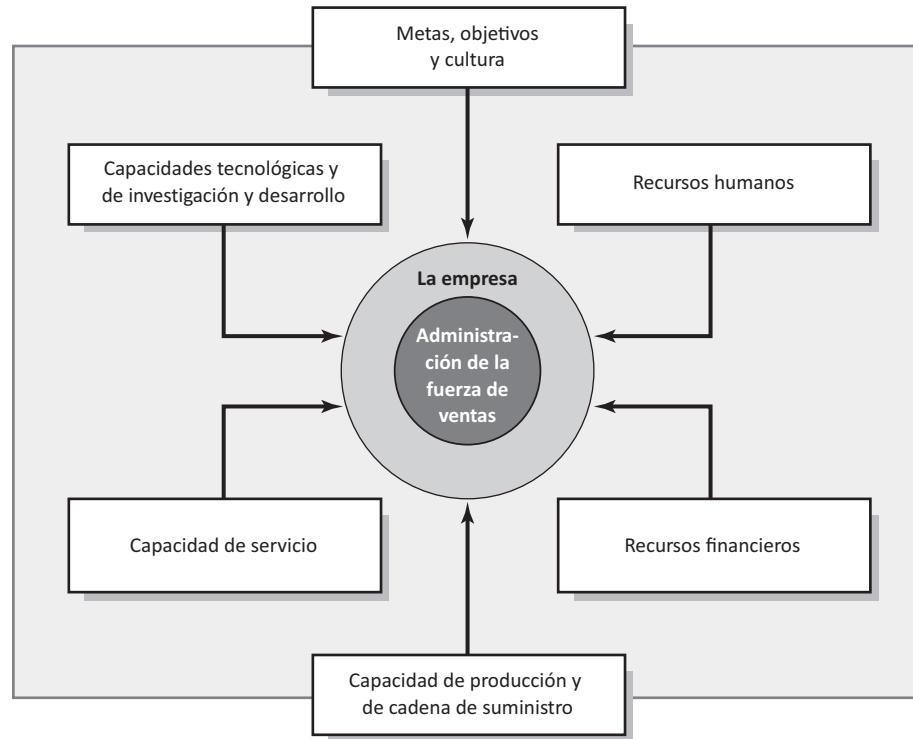 Metas, objetivos
y cultura
Capacidades tecnológicas y
de investigación y desarrollo
Recursos humanos
La empresa
Administra-
ción de la
fuerza de
ventas
Capacidad de servicio
Recursos financieros
Capacidad de producción y
de cadena de suministro